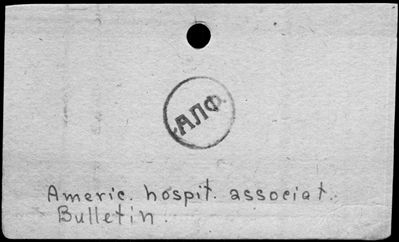 АЛФ.
Americ. hospit. associat.
Bulletin.